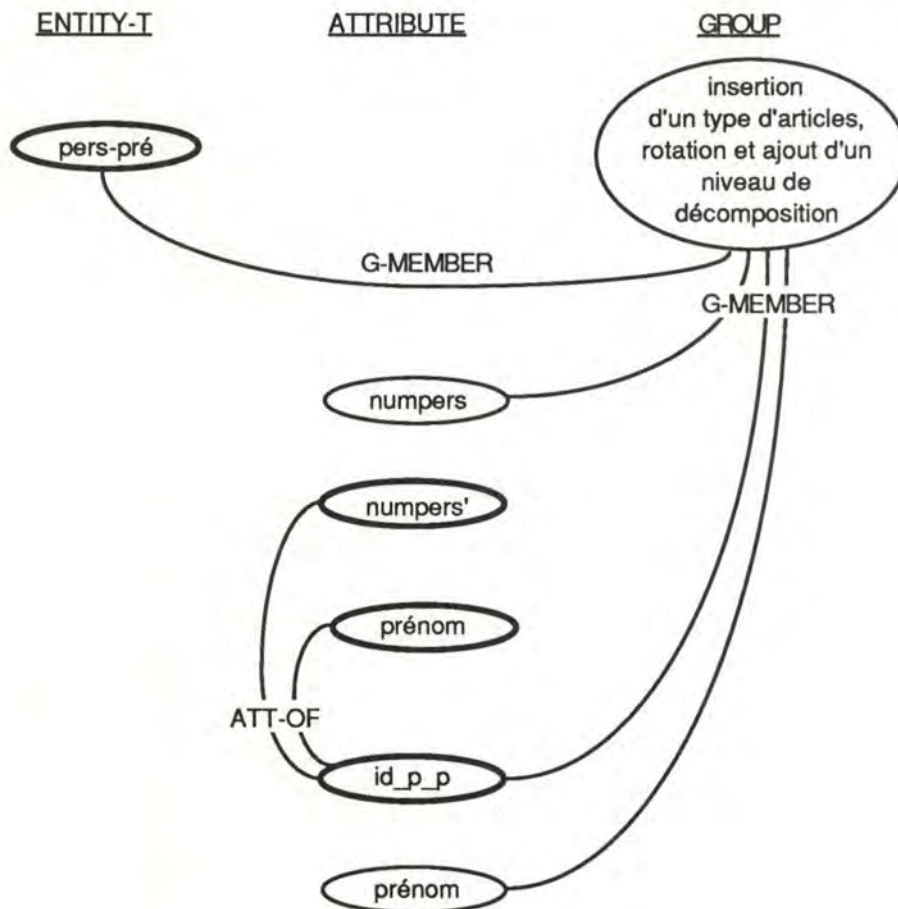 ENTITY-T ATTRIBUTE GROUP
insertion
d'un type d'articles,
rotation et ajout d'un
niveau de
décomposition
pers-pré
G-MEMBER
G-MEMBER
numpers
numpers'
prénom
ATT-OF
id_p_p
prénom